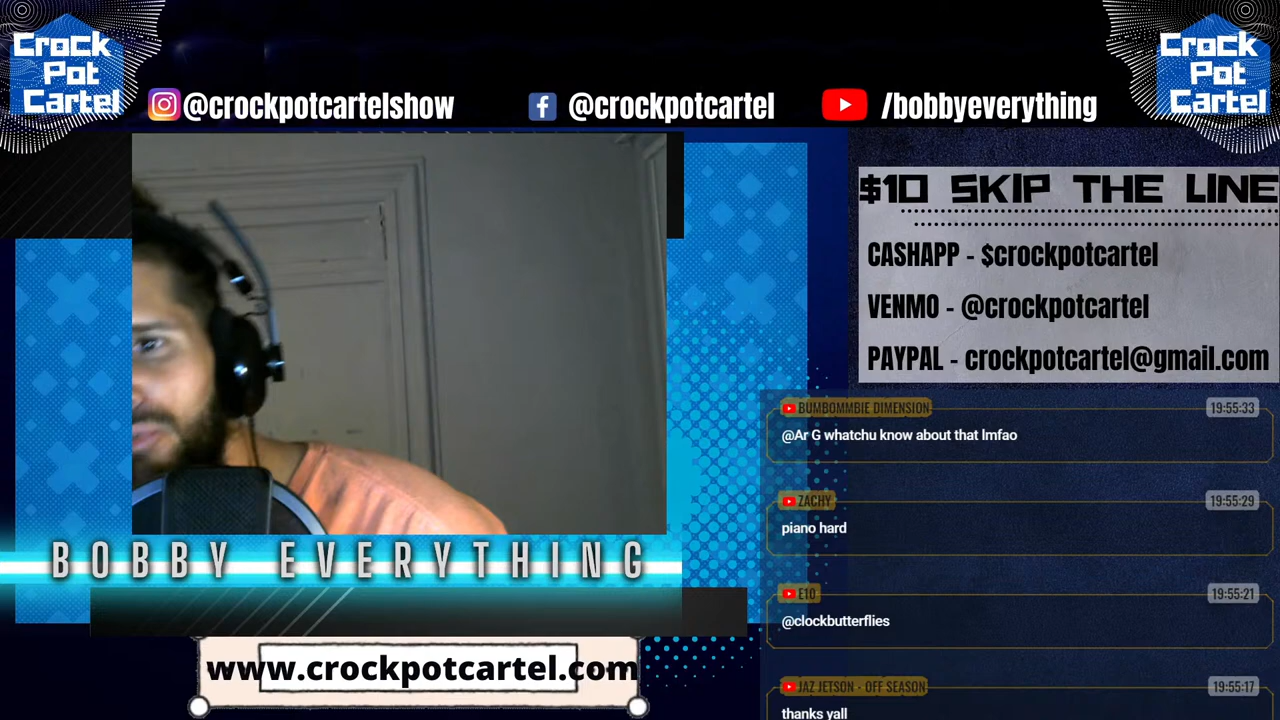 Crock
Pot
Cartel
@crockpotcartelshow
@crockpotcartel
/bobbyeverything
Crock
Pot
Cartel
$10 SKIP THE LINE
CASHAPP - $crockpotcartel
VENMO - @crockpotcartel
PAYPAL - crockpotcartel@gmail.com
BUMBOMMBIE DIMENSION 19:55:33
@Ar G whatchu know about that lmfao
ZACHY 19:55:29
piano hard
E10 19:55:21
@clockbutterflies
JAZ JETSON - OFF SEASON 19:55:17
thanks yall
BOBBY EVERYTHING
www.crockpotcartel.com